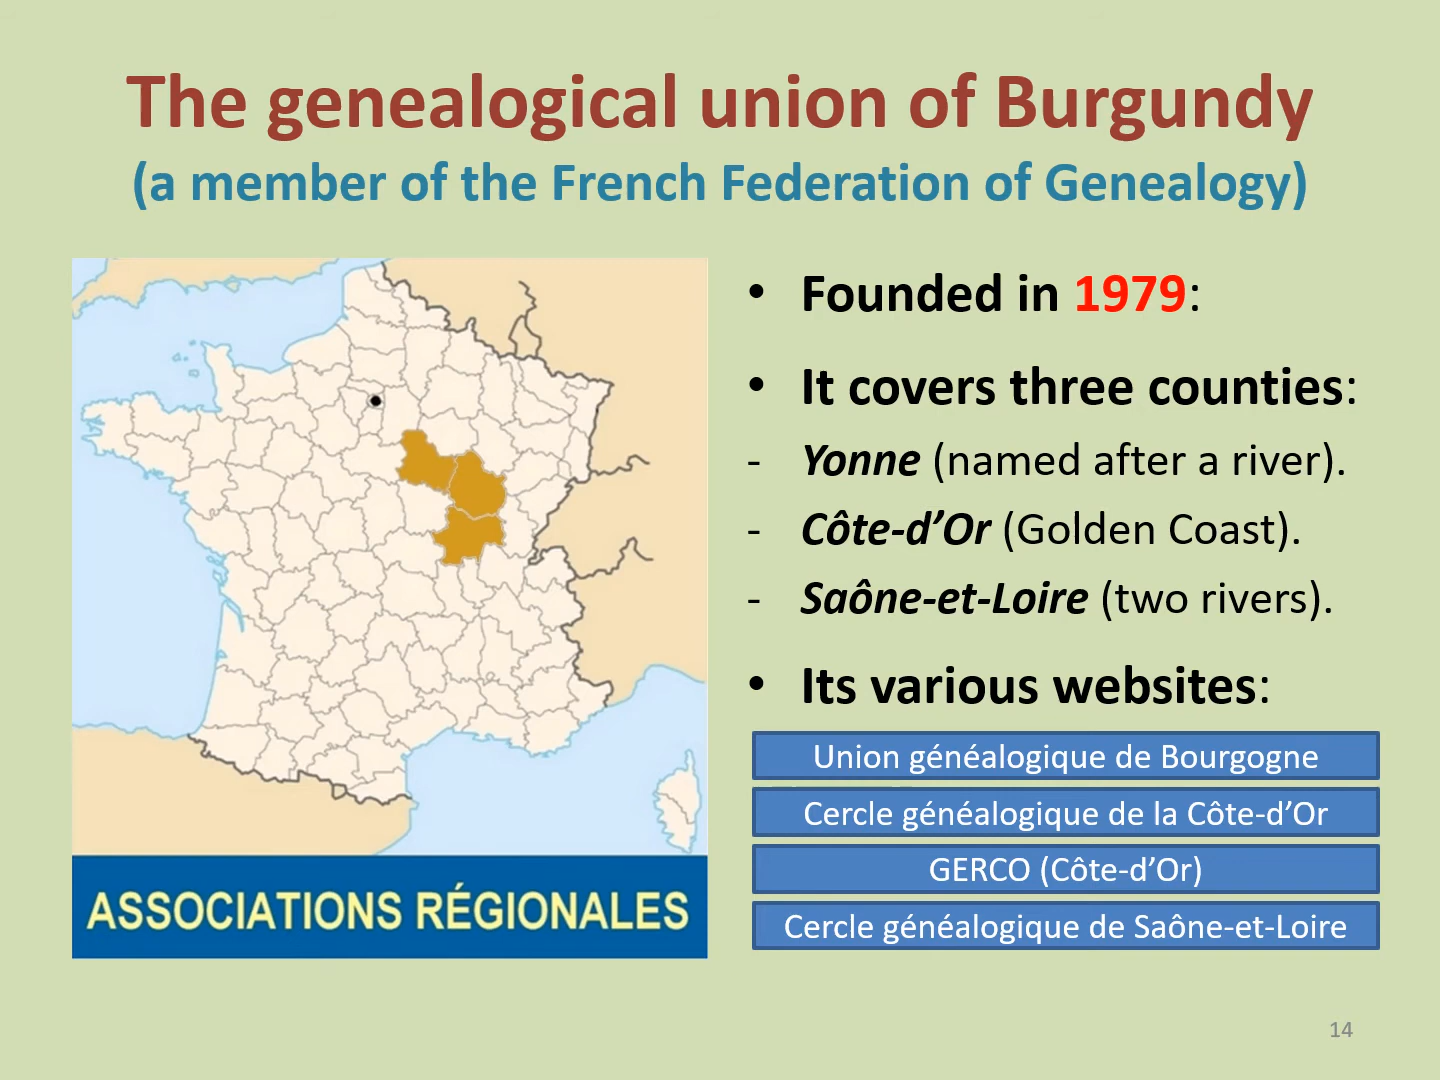 The genealogical union of Burgundy
(a member of the French Federation of Genealogy)
ASSOCIATIONS RÉGIONALES
• Founded in 1979:
• It covers three counties:
- Yonne (named after a river).
- Côte-d’Or (Golden Coast).
- Saône-et-Loire (two rivers).
• Its various websites:
Union généalogique de Bourgogne
Cercle généalogique de la Côte-d’Or
GERCO (Côte-d’Or)
Cercle généalogique de Saône-et-Loire
14